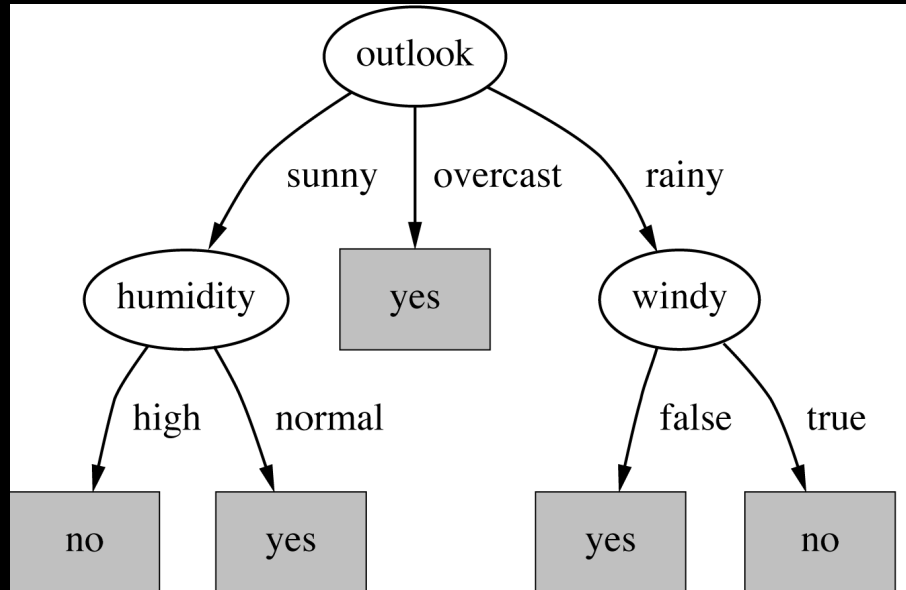 outlook
sunny overcast rainy
humidity yes windy
high normal false true
no yes yes no